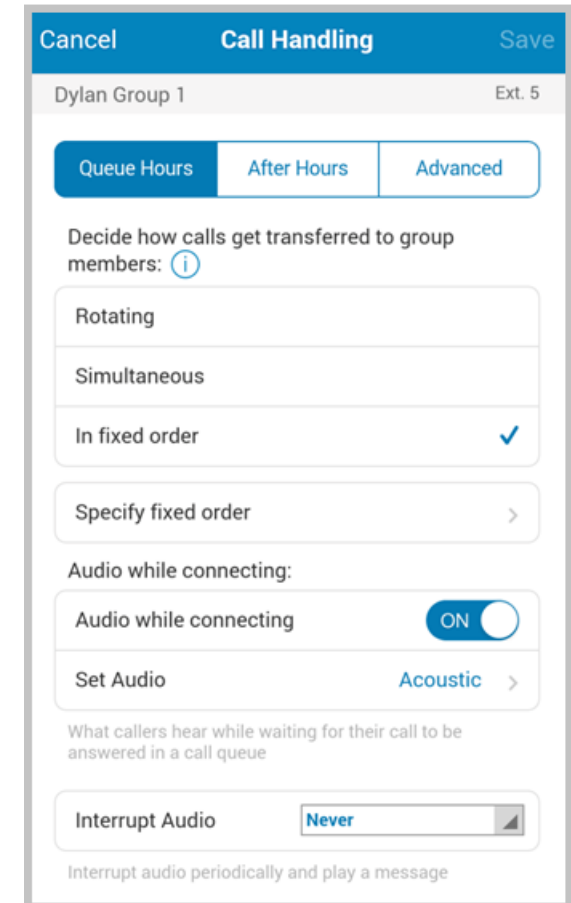 Cancel Call Handling Save
Dylan Group 1 Ext. 5
Queue Hours After Hours Advanced
Decide how calls get transferred to group
members: i
Rotating
Simultaneous
In fixed order
Specify fixed order
Audio while connecting:
Audio while connecting ON
Set Audio Acoustic
What callers hear while waiting for their call to be
answered in a call queue
Interrupt Audio Never
Interrupt audio periodically and play a message